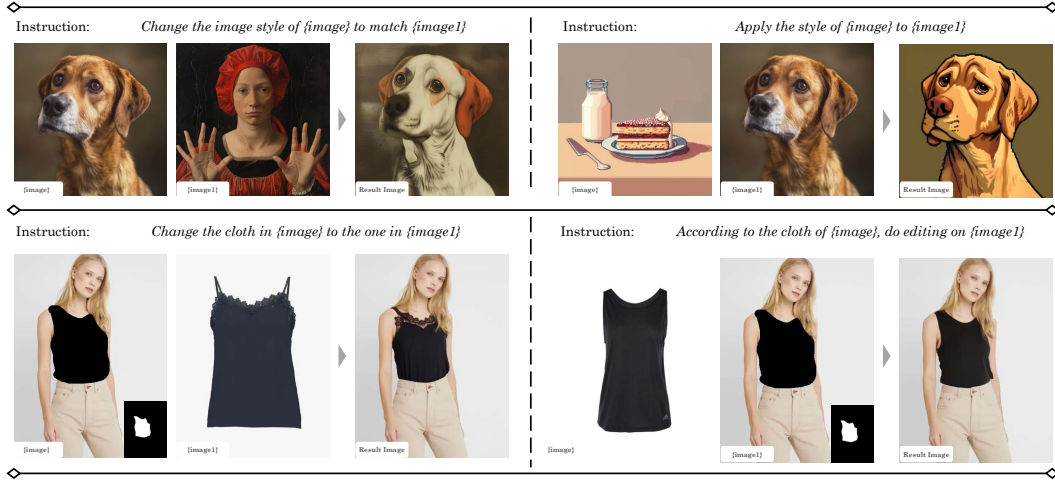 Instruction: Change the image style of {image} to match {image1}
[image] [image1] Result Image
Instruction: Apply the style of {image} to {image1}
[image] [image1] Result Image
Instruction: Change the cloth in {image} to the one in {image1}
[image] [image1] Result Image
Instruction: According to the cloth of {image}, do editing on {image1}
[image] [image1] Result Image